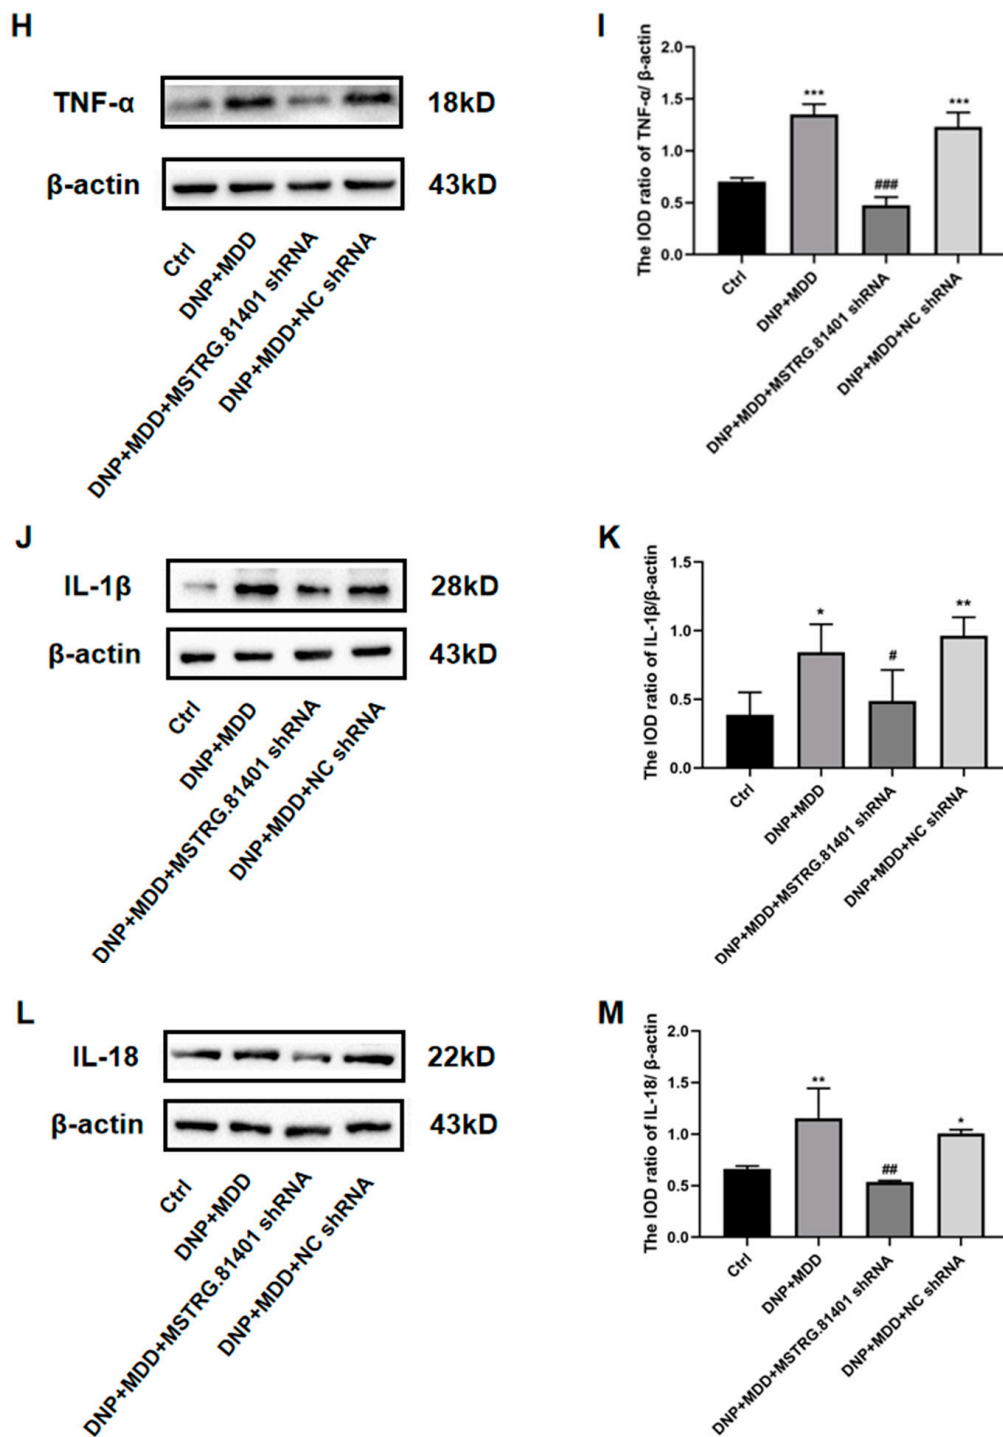 H
TNF-α
18kD
β-actin
43kD
Ctrl
DNP+MDD
DNP+MDD+MSTRG.81401 shRNA
DNP+MDD+NC shRNA
I
The IOD ratio of TNF-α/ β-actin
2.0
1.5
1.0
0.5
0.0
***
###
***
Ctrl
DNP+MDD
DNP+MDD+MSTRG.81401 shRNA
DNP+MDD+NC shRNA
J
IL-1β
28kD
β-actin
43kD
Ctrl
DNP+MDD
DNP+MDD+MSTRG.81401 shRNA
DNP+MDD+NC shRNA
K
The IOD ratio of IL-1β/β-actin
1.5
1.0
0.5
0.0
*
#
**
Ctrl
DNP+MDD
DNP+MDD+MSTRG.81401 shRNA
DNP+MDD+NC shRNA
L
IL-18
22kD
β-actin
43kD
Ctrl
DNP+MDD
DNP+MDD+MSTRG.81401 shRNA
DNP+MDD+NC shRNA
M
The IOD ratio of IL-18/ β-actin
2.0
1.5
1.0
0.5
0.0
**
##
*
Ctrl
DNP+MDD
DNP+MDD+MSTRG.81401 shRNA
DNP+MDD+NC shRNA